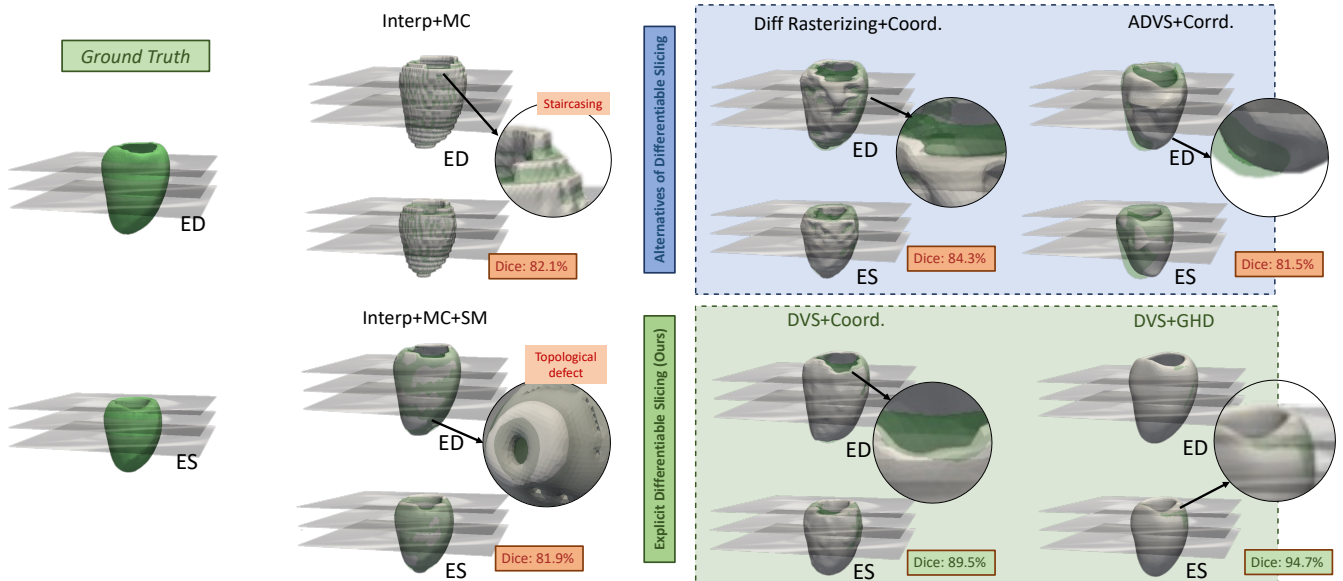 Ground Truth
ED
ES
Interp+MC
Staircasing
ED
Dice: 82.1%
Interp+MC+SM
Topological
defect
ED
Dice: 81.9%
ES
Alternatives of Differentiable Slicing
Diff Rasterizing+Coord.
ED
Dice: 84.3%
ES
ADVS+Corrd.
ED
Dice: 81.5%
ES
Explicit Differentiable Slicing (Ours)
DVS+Coord.
ED
Dice: 89.5%
ES
DVS+GHD
ED
Dice: 94.7%
ES